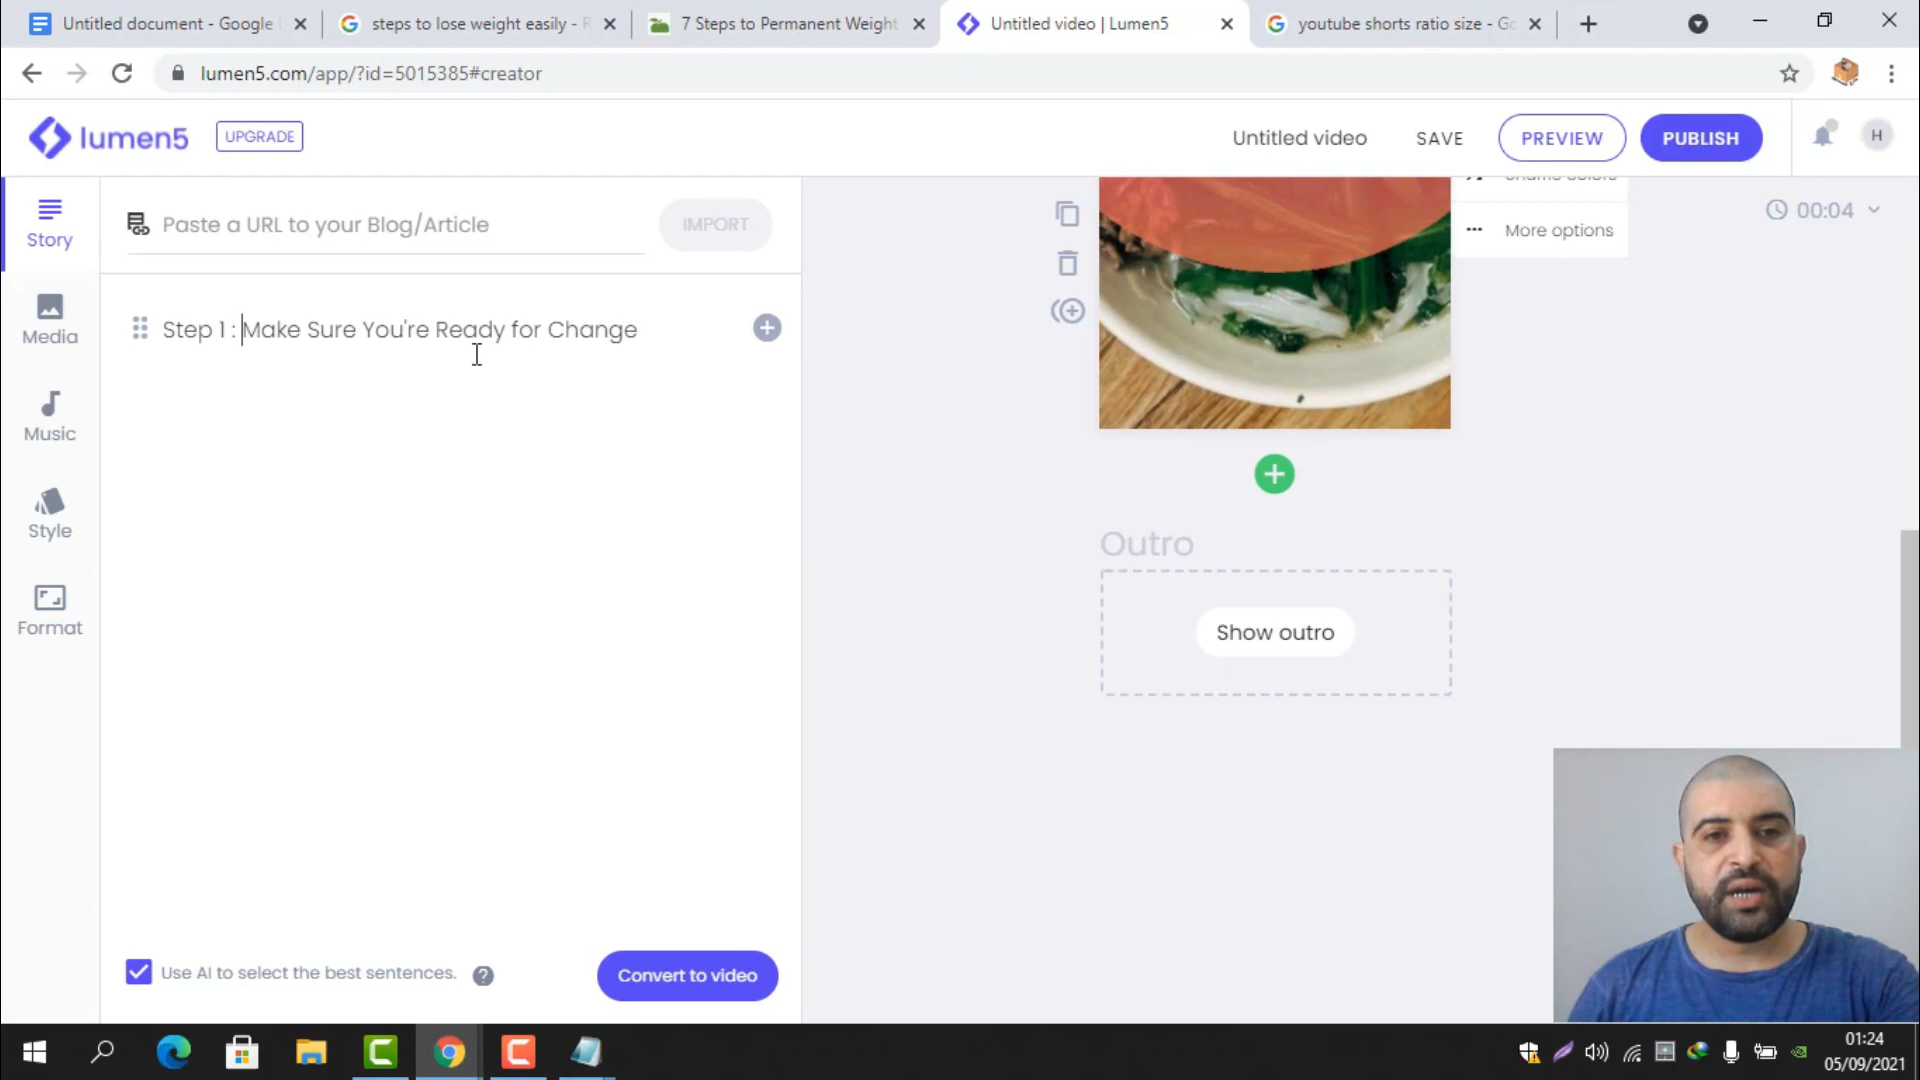 Untitled document - Google
steps to lose weight easily -
7 Steps to Permanent Weight
Untitled video | Lumen5
youtube shorts ratio size - Go
lumen5.com/app/?id=5015385#creator
lumen5
UPGRADE
Untitled video
SAVE
PREVIEW
PUBLISH
H
Story
Media
Music
Style
Format
Paste a URL to your Blog/Article
IMPORT
Step 1 : Make Sure You're Ready for Change
Use AI to select the best sentences.
?
Convert to video
Shuffle colors
More options
00:04
Outro
Show outro
01:24
05/09/2021